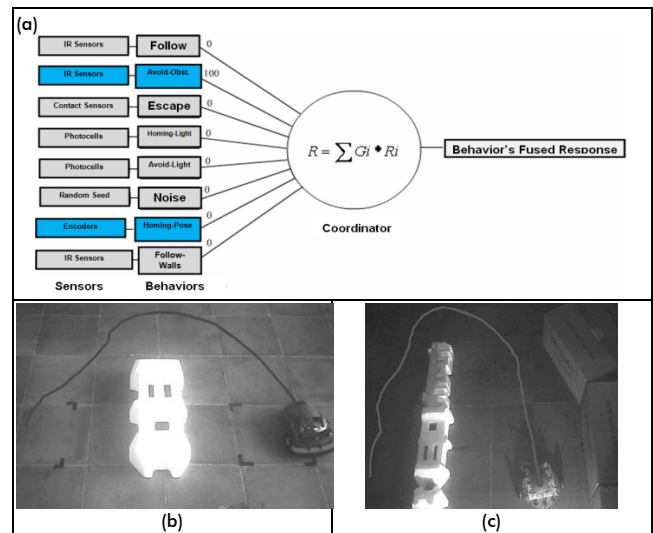 (a)
IR Sensors Follow 0
IR Sensors Avoid-Obst. 100
Contact Sensors Escape 0
Photocells Homing-Light 0
Photocells Avoid-Light 0
Random Seed Noise 0
Encoders Homing-Pose 0
IR Sensors Follow-
Walls 0
R = ∑ Gi * Ri
Behavior's Fused Response
Coordinator
Sensors Behaviors
(b)
(c)